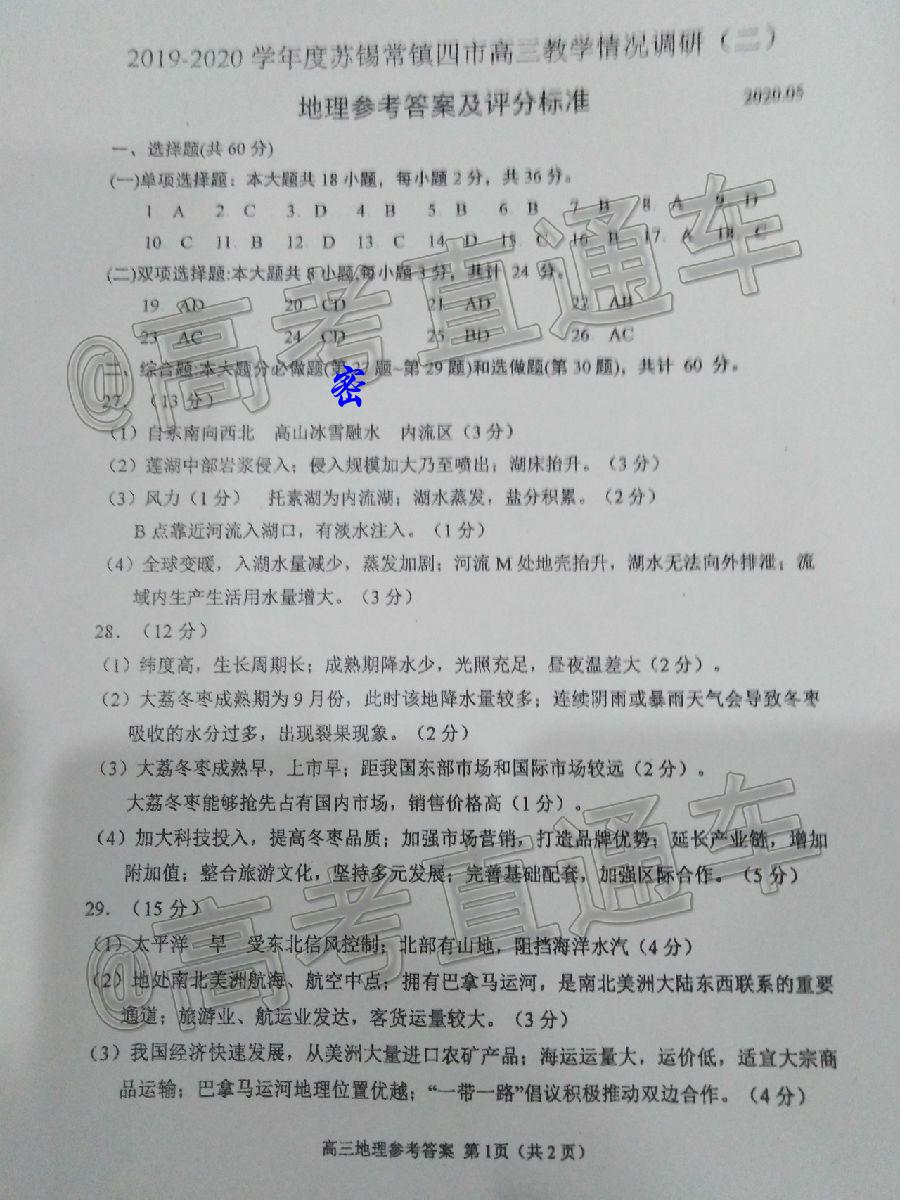 2019-2020 学年度苏锡常镇四市高三教学情况调研（二）
地理参考答案及评分标准
2020.05
一、选择题(共 60 分)
(一)单项选择题：本大题共 18 小题，每小题 2 分，共 36 分。
1 A 2. C 3. D 4 B 5. B 6 B 7 B 8. A 9. D
10. C 11. B 12. D 13. C 14. D 15. C 16. B 17. A 18. C
(二)双项选择题:本大题共 8 小题,每小题 3 分，共计 24 分。
19 AD 20 CD 21 AD 22 AB
23 AC 24 CD 25 BD 26 AC
二、综合题:本大题分必做题(第 27 题~第 29 题)和选做题(第 30 题)，共计 60 分。
密
27. （13 分）
（1）自东南向西北 高山冰雪融水 内流区（3 分）
（2）莲湖中部岩浆侵入；侵入规模加大乃至喷出；湖床抬升。（3 分）
（3）风力（1 分） 托素湖为内流湖；湖水蒸发，盐分积累。（2 分）
B 点靠近河流入湖口，有淡水注入。（1 分）
（4）全球变暖，入湖水量减少，蒸发加剧；河流 M 处地壳抬升，湖水无法向外排泄；流
域内生产生活用水量增大。（3 分）
28. （12 分）
（1）纬度高，生长周期长；成熟期降水少，光照充足，昼夜温差大（2 分）。
（2）大荔冬枣成熟期为 9 月份，此时该地降水量较多；连续阴雨或暴雨天气会导致冬枣
吸收的水分过多，出现裂果现象。（2 分）
（3）大荔冬枣成熟早，上市早；距我国东部市场和国际市场较远（2 分）。
大荔冬枣能够抢先占有国内市场，销售价格高（1 分）。
（4）加大科技投入，提高冬枣品质；加强市场营销，打造品牌优势；延长产业链，增加
附加值；整合旅游文化，坚持多元发展；完善基础配套，加强区际合作。（5 分）
29. （15 分）
（1）太平洋 旱 受东北信风控制；北部有山地，阻挡海洋水汽（4 分）
（2）地处南北美洲航海、航空中点；拥有巴拿马运河，是南北美洲大陆东西联系的重要
通道；旅游业、航运业发达，客货运量较大。（3 分）
（3）我国经济快速发展，从美洲大量进口农矿产品；海运运量大，运价低，适宜大宗商
品运输；巴拿马运河地理位置优越；“一带一路”倡议积极推动双边合作。（4 分）
高三地理参考答案 第 1页（共 2 页）
@高考直通车
@高考直通车